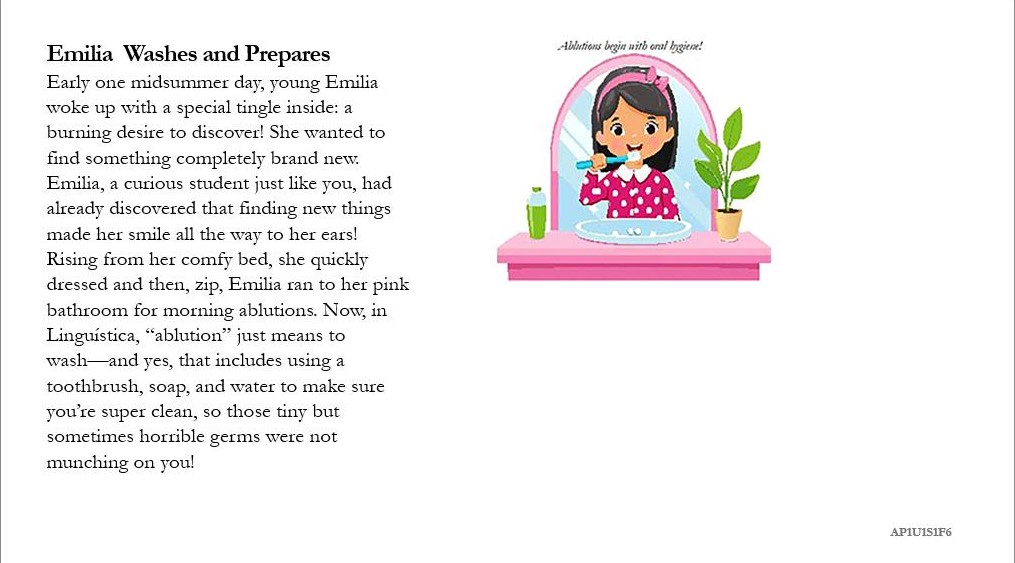 Emilia  Washes and Prepares
Early one midsummer day, young Emilia
woke up with a special tingle inside: a
burning desire to discover! She wanted to
find something completely brand new.
Emilia, a curious student just like you, had
already discovered that finding new things
made her smile all the way to her ears!
Rising from her comfy bed, she quickly
dressed and then, zip, Emilia ran to her pink
bathroom for morning ablutions. Now, in
Linguística, “ablution” just means to
wash—and yes, that includes using a
toothbrush, soap, and water to make sure
you’re super clean, so those tiny but
sometimes horrible germs were not
munching on you!
Ablutions begin with oral hygiene!
AP1U1S1F6